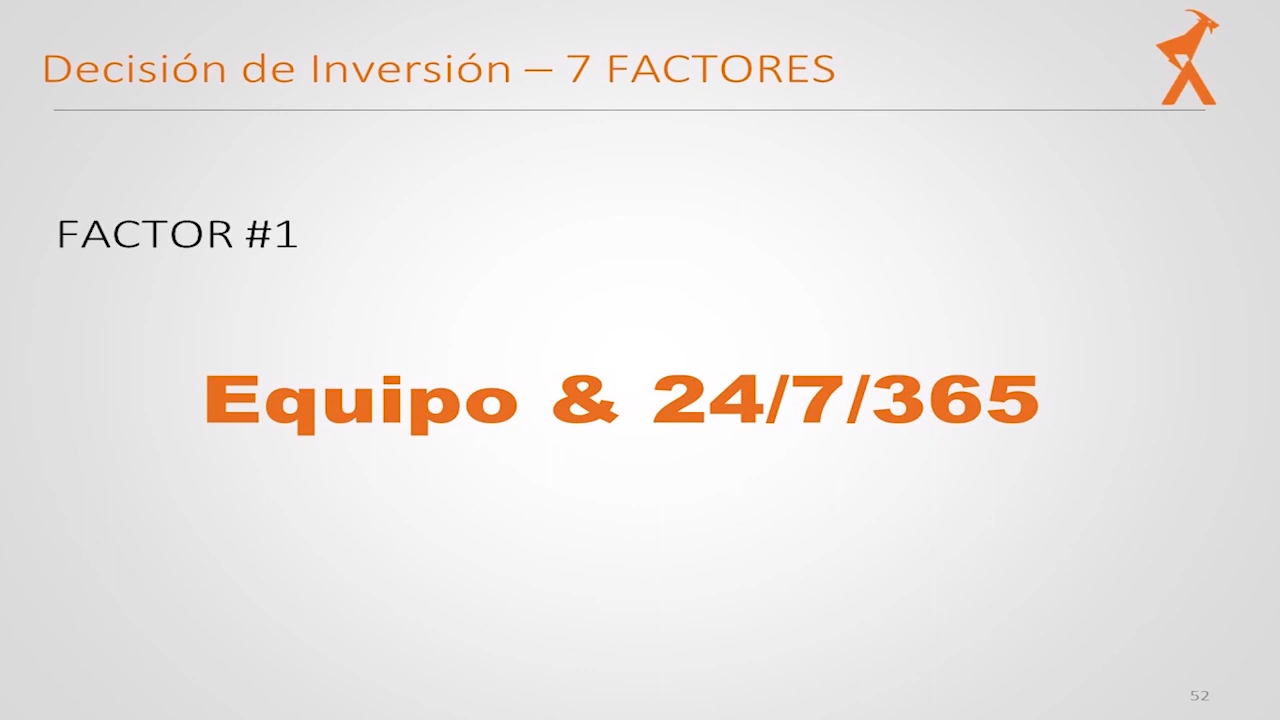 Decisión de Inversión – 7 FACTORES
FACTOR #1
Equipo & 24/7/365
52